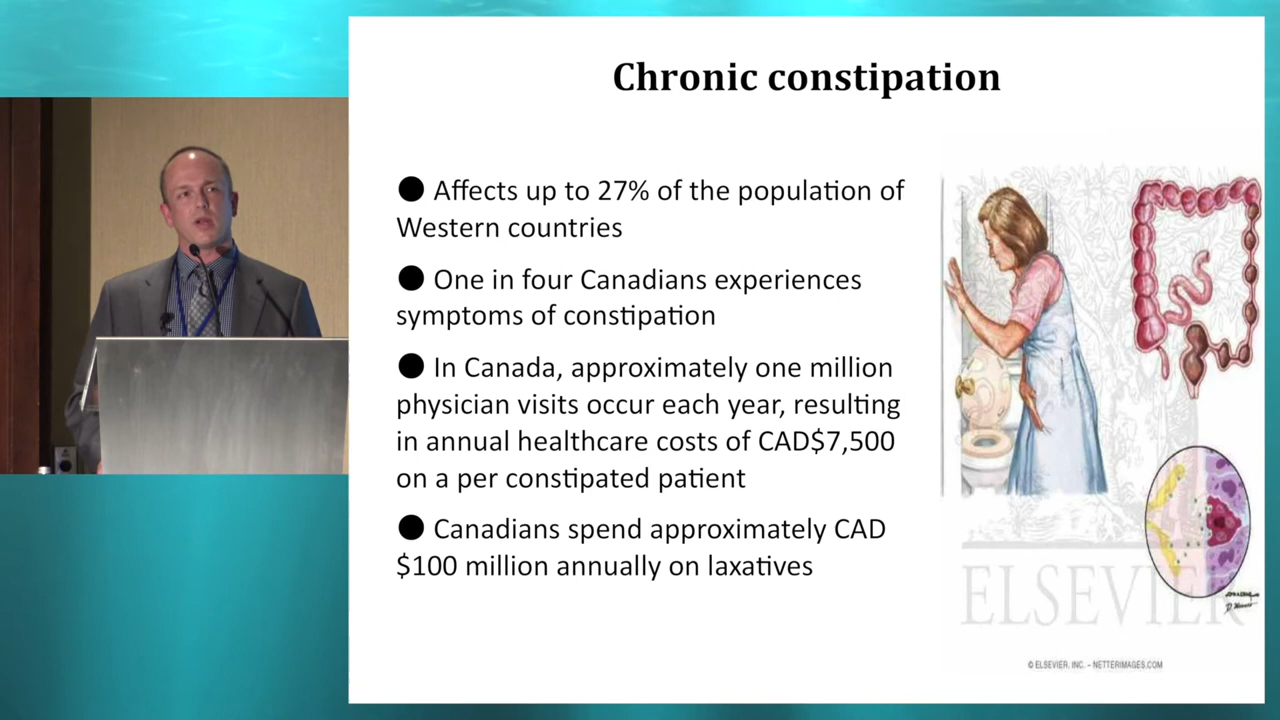 Chronic constipation
● Affects up to 27% of the population of
Western countries
● One in four Canadians experiences
symptoms of constipation
● In Canada, approximately one million
physician visits occur each year, resulting
in annual healthcare costs of CAD$7,500
on a per constipated patient
● Canadians spend approximately CAD
$100 million annually on laxatives
ELSEVIER
© ELSEVIER, INC. – NETTERIMAGES.COM